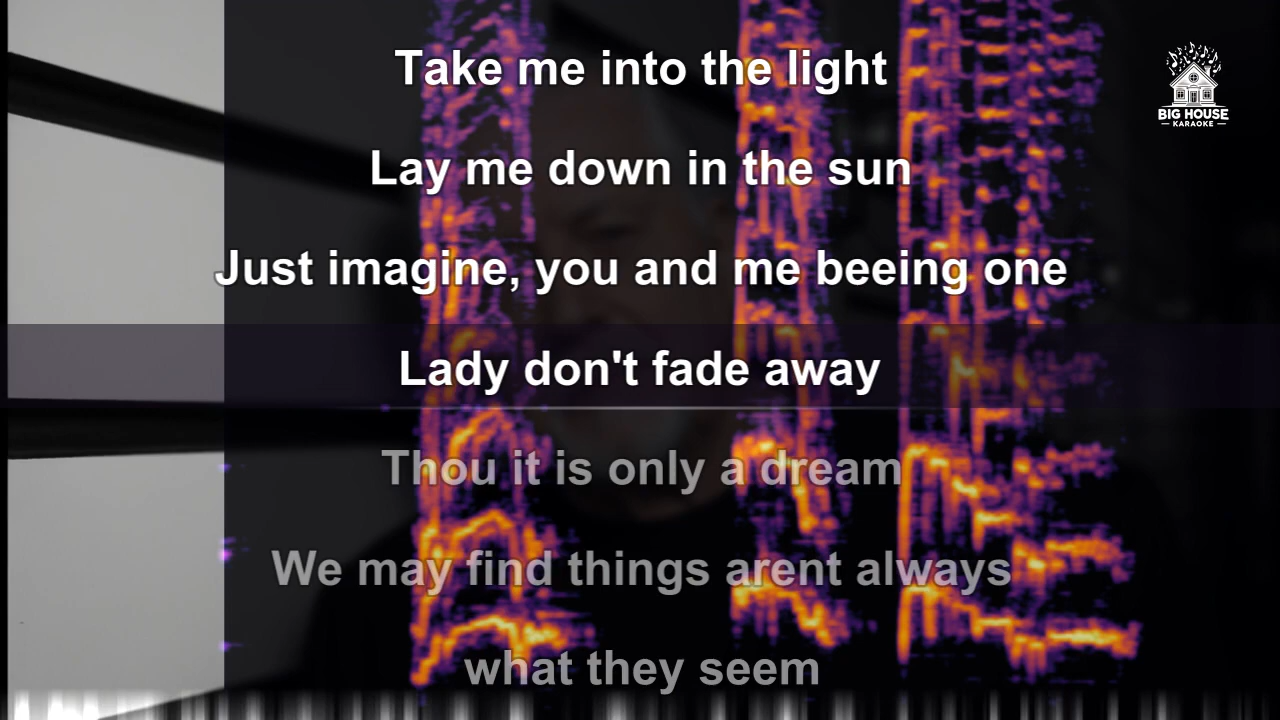 Take me into the light
Lay me down in the sun
Just imagine, you and me beeing one
Lady don't fade away
Thou it is only a dream
We may find things arent always
what they seem
BIG HOUSE
KARAOKE